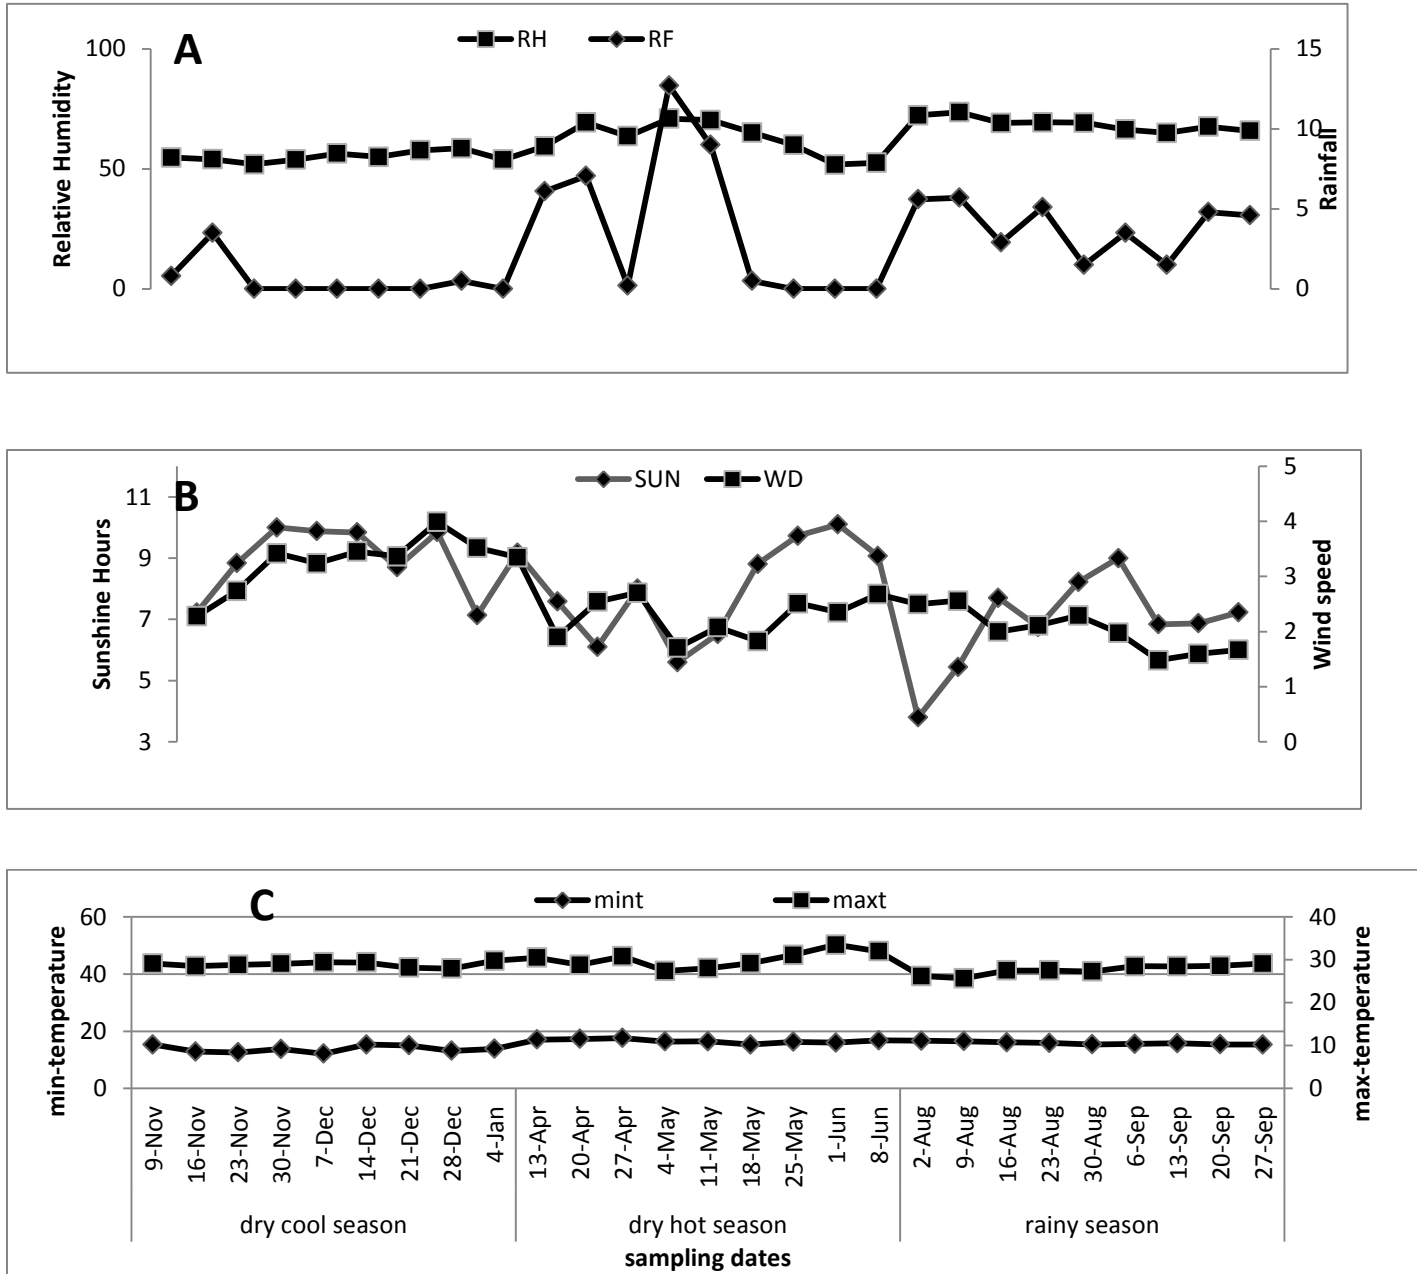 A
RH RF
Relative Humidity
100
50
0
15
10
5
0
Rainfall
B
SUN WD
Sunshine Hours
11
9
7
5
3
5
4
3
2
1
0
Wind speed
C
mint maxt
min-temperature
60
40
20
0
40
30
20
10
0
max-temperature
9-Nov
16-Nov
23-Nov
30-Nov
7-Dec
14-Dec
21-Dec
28-Dec
4-Jan
13-Apr
20-Apr
27-Apr
4-May
11-May
18-May
25-May
1-Jun
8-Jun
2-Aug
9-Aug
16-Aug
23-Aug
30-Aug
6-Sep
13-Sep
20-Sep
27-Sep
dry cool season dry hot season rainy season
sampling dates